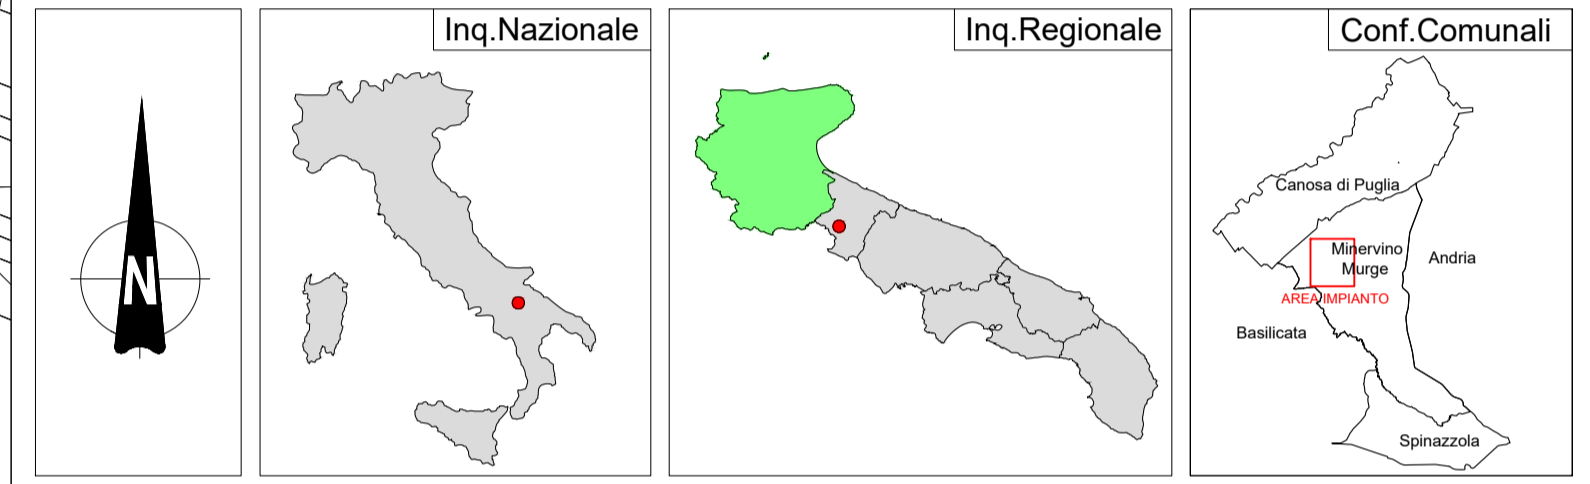 N
Inq.Nazionale
Inq.Regionale
Conf.Comunali
Canosa di Puglia
Minervino
Murge
Andria
AREA IMPIANTO
Basilicata
Spinazzola